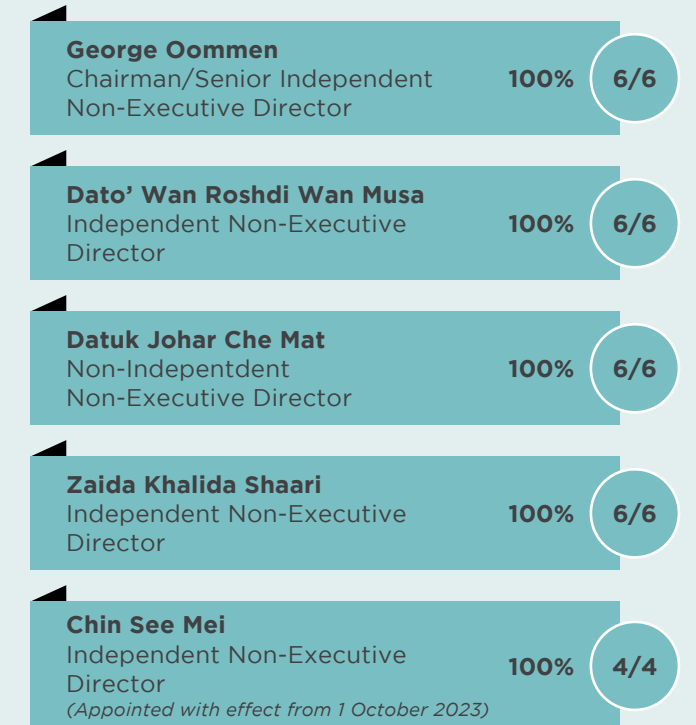 George Oommen
Chairman/Senior Independent
Non-Executive Director
100%
6/6
Dato’ Wan Roshdi Wan Musa
Independent Non-Executive
Director
100%
6/6
Datuk Johar Che Mat
Non-Indepentdent
Non-Executive Director
100%
6/6
Zaida Khalida Shaari
Independent Non-Executive
Director
100%
6/6
Chin See Mei
Independent Non-Executive
Director
(Appointed with effect from 1 October 2023)
100%
4/4